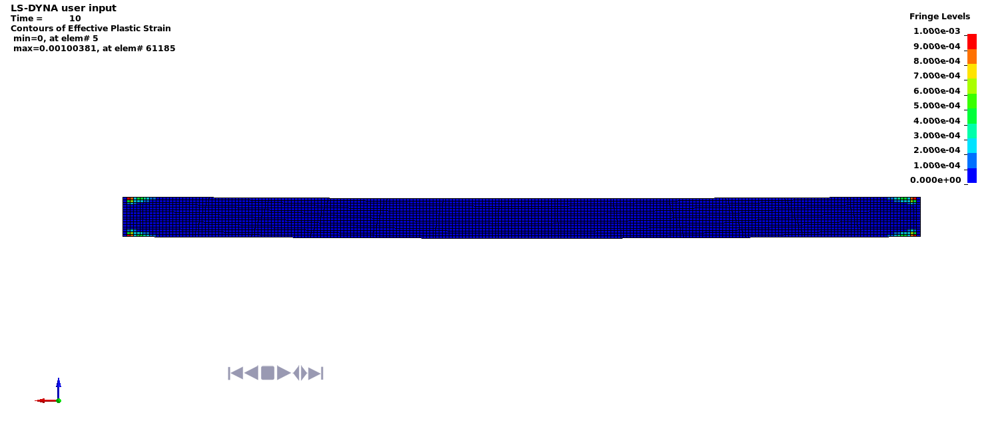 LS-DYNA user input
Time = 10
Contours of Effective Plastic Strain
min=0, at elem# 5
max=0.00100381, at elem# 61185
Fringe Levels
1.000e-03
9.000e-04
8.000e-04
7.000e-04
6.000e-04
5.000e-04
4.000e-04
3.000e-04
2.000e-04
1.000e-04
0.000e+00